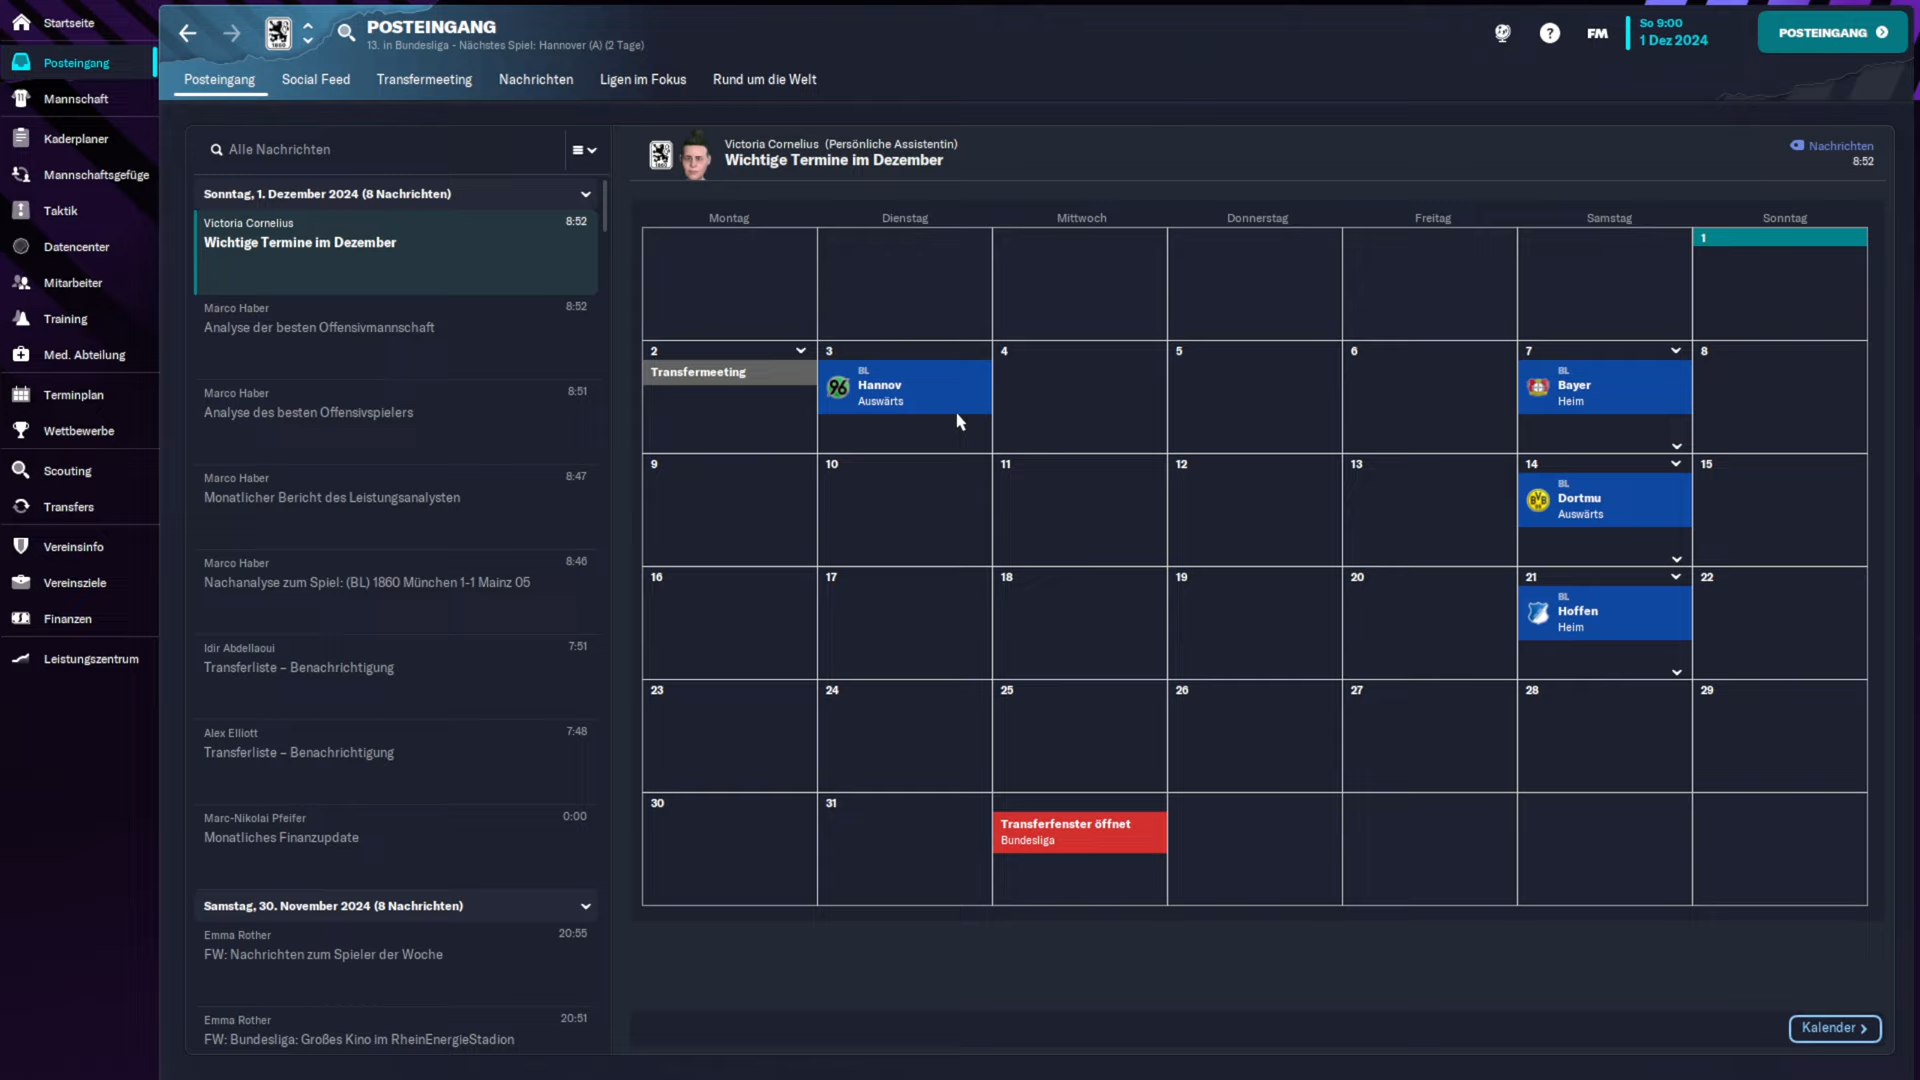 Startseite
Posteingang
Mannschaft
Kaderplaner
Mannschaftsgefüge
Taktik
Datencenter
Mitarbeiter
Training
Med. Abteilung
Terminplan
Wettbewerbe
Scouting
Transfers
Vereinsinfo
Vereinsziele
Finanzen
Leistungszentrum
POSTEINGANG
13. in Bundesliga - Nächstes Spiel: Hannover (A) (2 Tage)
FM
So 9:00
1 Dez 2024
POSTEINGANG
Posteingang Social Feed Transfermeeting Nachrichten Ligen im Fokus Rund um die Welt
Alle Nachrichten
Sonntag, 1. Dezember 2024 (8 Nachrichten)
Victoria Cornelius 8:52
Wichtige Termine im Dezember
Marco Haber 8:52
Analyse der besten Offensivmannschaft
Marco Haber 8:51
Analyse des besten Offensivspielers
Marco Haber 8:47
Monatlicher Bericht des Leistungsanalysten
Marco Haber 8:46
Nachanalyse zum Spiel: (BL) 1860 München 1-1 Mainz 05
Idir Abdellaoui 7:51
Transferliste – Benachrichtigung
Alex Elliott 7:48
Transferliste – Benachrichtigung
Marc-Nikolai Pfeifer 0:00
Monatliches Finanzupdate
Samstag, 30. November 2024 (8 Nachrichten)
Emma Rother 20:55
FW: Nachrichten zum Spieler der Woche
Emma Rother 20:51
FW: Bundesliga: Großes Kino im RheinEnergieStadion
Victoria Cornelius (Persönliche Assistentin)
Wichtige Termine im Dezember
Nachrichten
8:52
Montag Dienstag Mittwoch Donnerstag Freitag Samstag Sonntag
1
2 3 4 5 6 7 8
Transfermeeting
96
BL
Hannov
Auswärts
BL
Bayer
Heim
9 10 11 12 13 14 15
BVB
BL
Dortmu
Auswärts
16 17 18 19 20 21 22
BL
Hoffen
Heim
23 24 25 26 27 28 29
30 31
Transferfenster öffnet
Bundesliga
Kalender